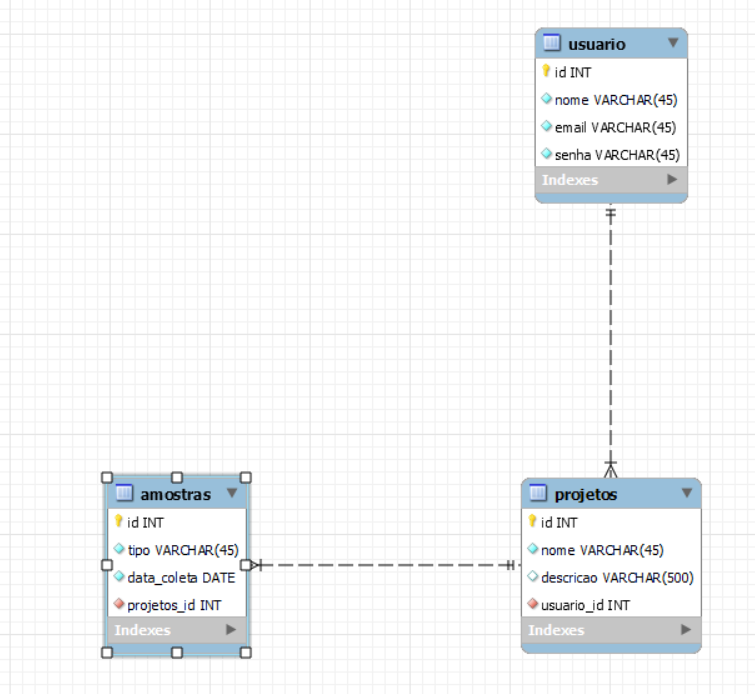 usuario
id INT
nome VARCHAR(45)
email VARCHAR(45)
senha VARCHAR(45)
Indexes
amostras
id INT
tipo VARCHAR(45)
data_coleta DATE
projetos_id INT
Indexes
projetos
id INT
nome VARCHAR(45)
descricao VARCHAR(500)
usuario_id INT
Indexes